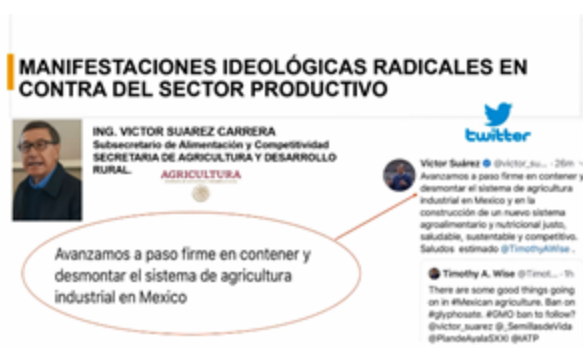 MANIFESTACIONES IDEOLÓGICAS RADICALES EN
CONTRA DEL SECTOR PRODUCTIVO
ING. VICTOR SUAREZ CARRERA
Subsecretario de Alimentación y Competitividad
SECRETARIA DE AGRICULTURA Y DESARROLLO
RURAL.
AGRICULTURA
twitter
Víctor Suárez @victor_su... · 26m
Avanzamos a paso firme en contener y
desmontar el sistema de agricultura
industrial en Mexico y en la
construcción de un nuevo sistema
agroalimentario y nutricional justo,
saludable, sustentable y competitivo.
Saludos estimado @TimothyAWise .
Avanzamos a paso firme en contener y
desmontar el sistema de agricultura
industrial en Mexico
Timothy A. Wise @Timot... · 1h
There are some good things going
on in #Mexican agriculture. Ban on
#glyphosate. #GMO ban to follow?
@victor_suarez @_SemillasdeVida
@PlandeAyalaSXXI @IATP